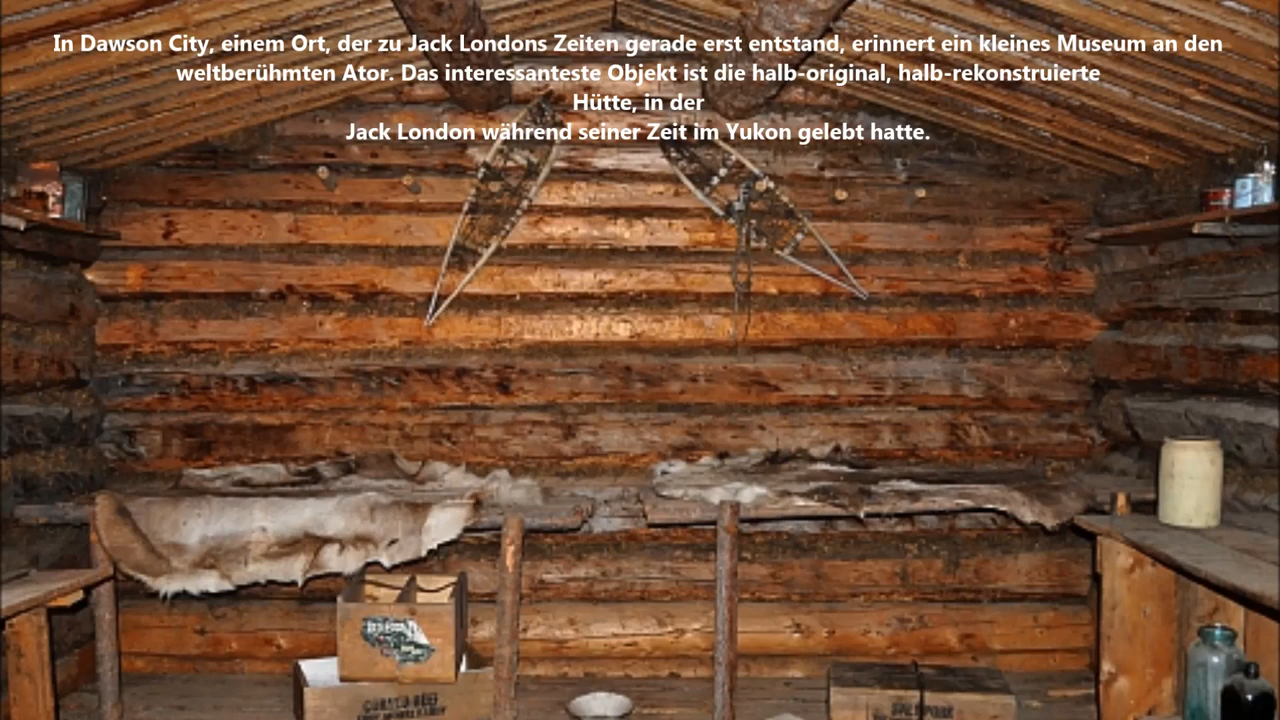 In Dawson City, einem Ort, der zu Jack Londons Zeiten gerade erst entstand, erinnert ein kleines Museum an den
weltberühmten Ator. Das interessanteste Objekt ist die halb-original, halb-rekonstruierte
Hütte, in der
Jack London während seiner Zeit im Yukon gelebt hatte.